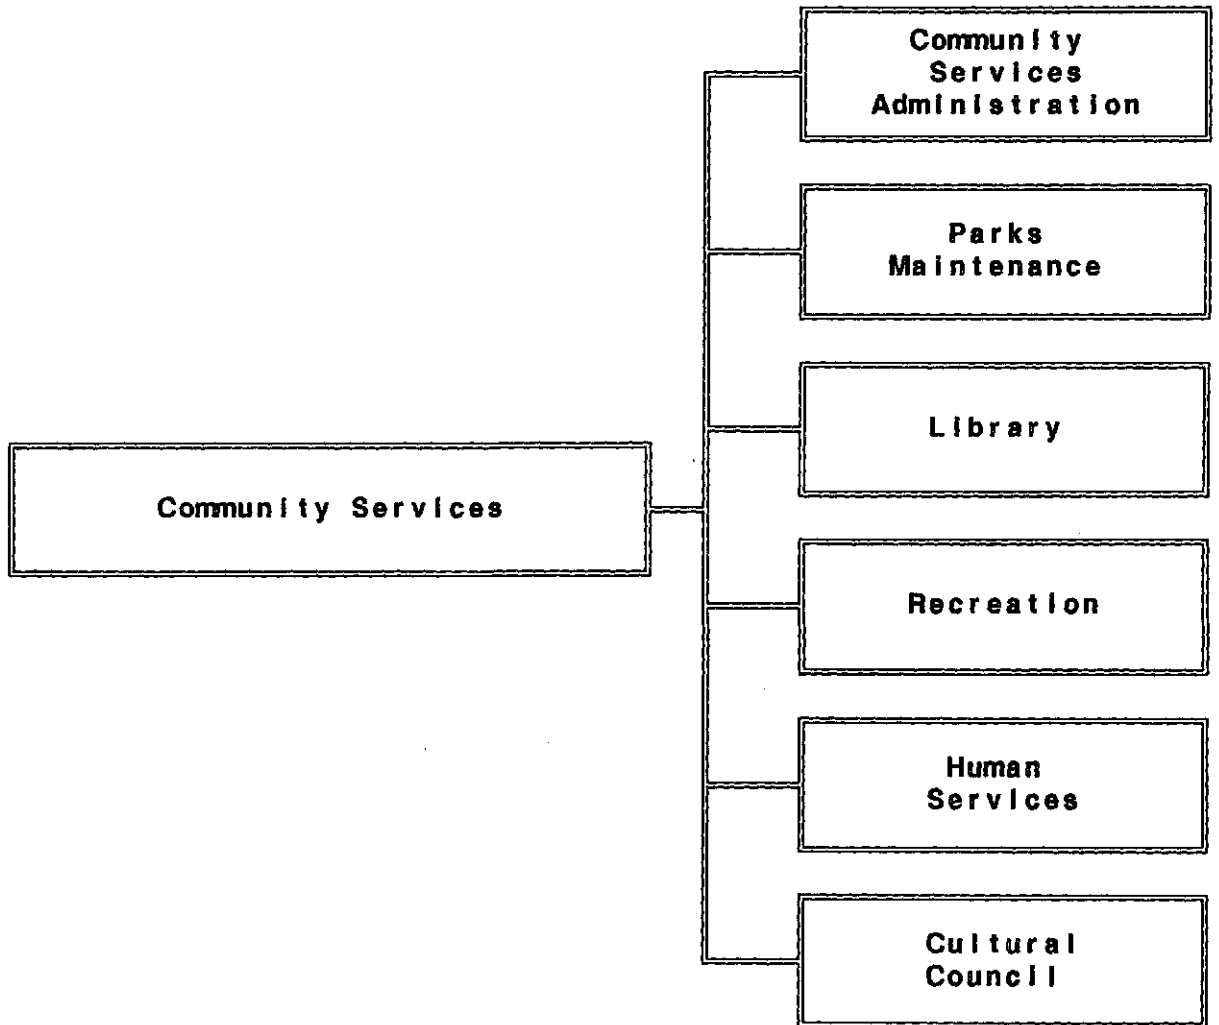 Community
Services
Administration
Parks
Maintenance
Library
Community Services
Recreation
Human
Services
Cultural
Council